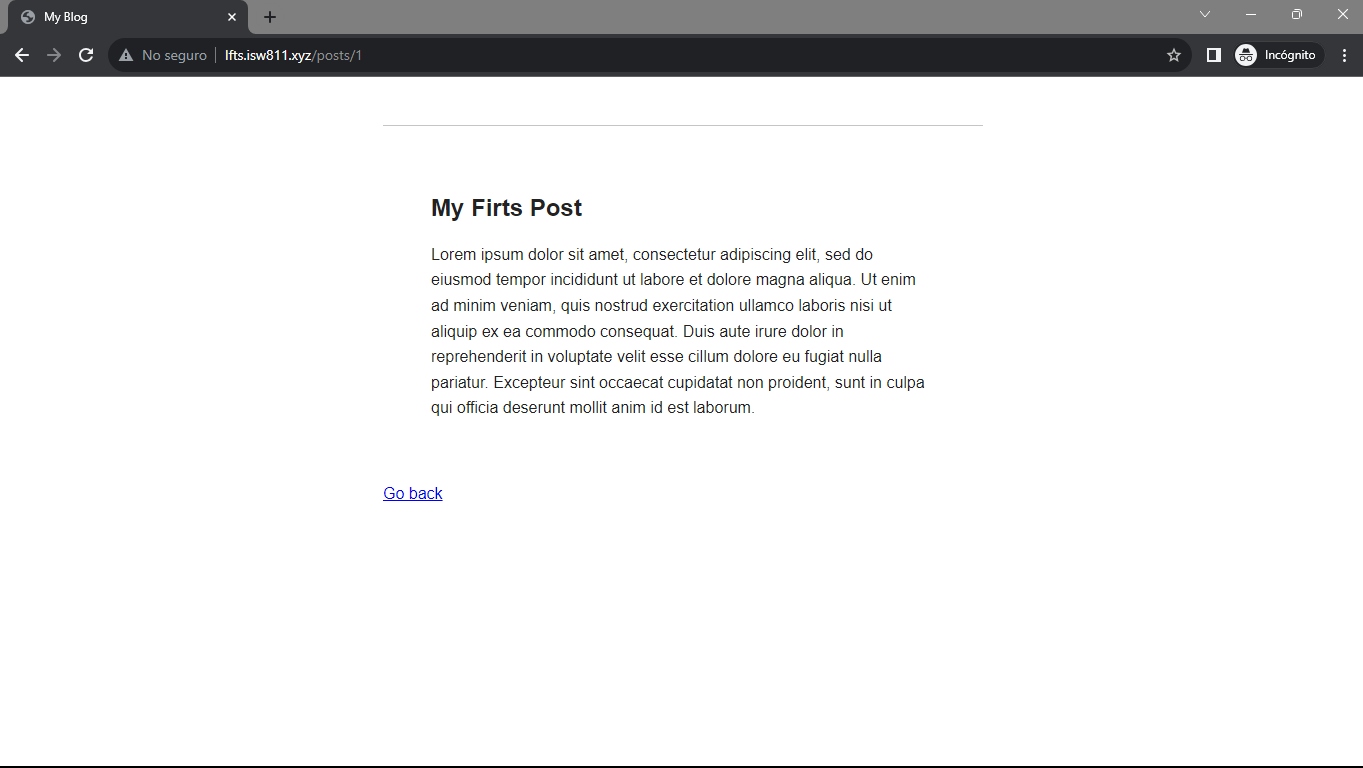 My Blog
No seguro
lfts.isw811.xyz/posts/1
Incógnito
My Firts Post
Lorem ipsum dolor sit amet, consectetur adipiscing elit, sed do
eiusmod tempor incididunt ut labore et dolore magna aliqua. Ut enim
ad minim veniam, quis nostrud exercitation ullamco laboris nisi ut
aliquip ex ea commodo consequat. Duis aute irure dolor in
reprehenderit in voluptate velit esse cillum dolore eu fugiat nulla
pariatur. Excepteur sint occaecat cupidatat non proident, sunt in culpa
qui officia deserunt mollit anim id est laborum.
Go back